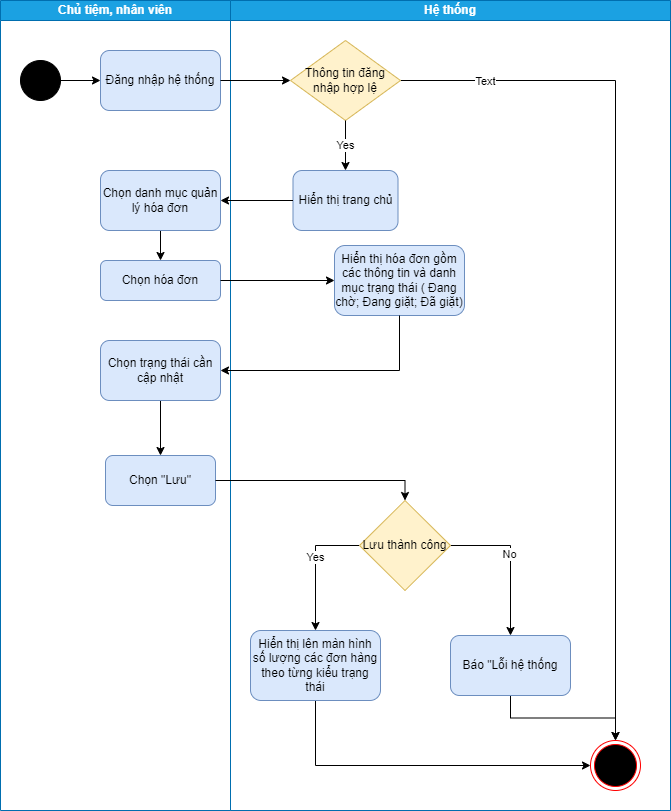 Chủ tiệm, nhân viên
Hệ thống
Đăng nhập hệ thống
Thông tin đăng
nhập hợp lệ
Text
Yes
Chọn danh mục quản
lý hóa đơn
Hiển thị trang chủ
Chọn hóa đơn
Hiển thị hóa đơn gồm
các thông tin và danh
mục trạng thái ( Đang
chờ; Đang giặt; Đã giặt)
Chọn trạng thái cần
cập nhật
Chọn "Lưu"
Lưu thành công
Yes
No
Hiển thị lên màn hình
số lượng các đơn hàng
theo từng kiểu trạng
thái
Báo "Lỗi hệ thống